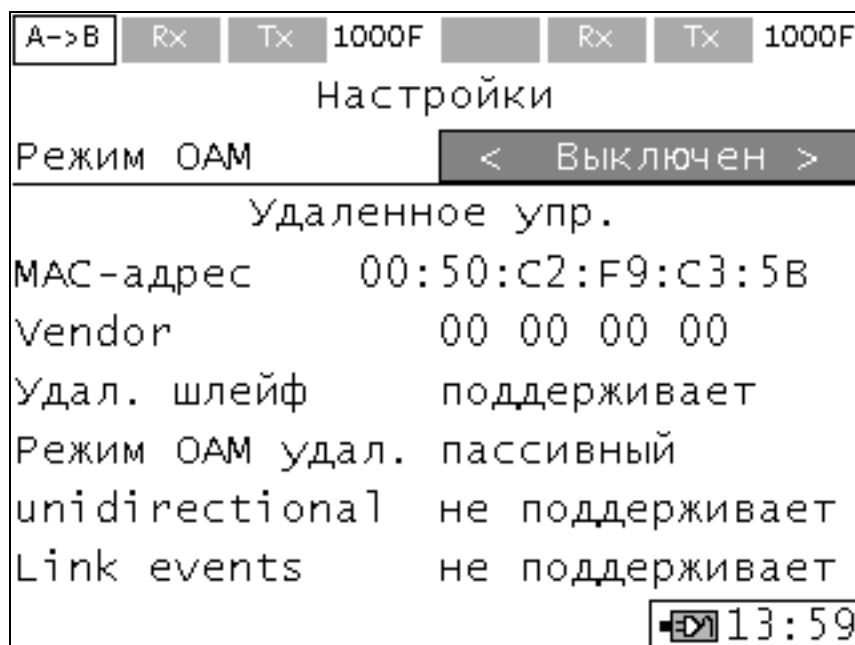 A->B Rx Tx 1000F Rx Tx 1000F
Настройки
Режим OAM < Выключен >
Удаленное упр.
MAC-адрес 00:50:C2:F9:C3:5B
Vendor 00 00 00 00
Удал. шлейф поддерживает
Режим OAM удал. пассивный
unidirectional не поддерживает
Link events не поддерживает
13:59